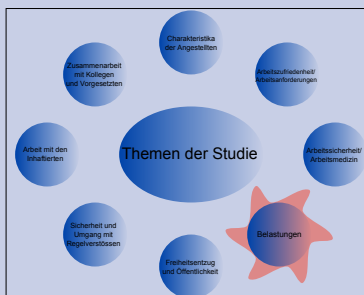 Charakteristika
der Angestellten
Zusammenarbeit
mit Kollegen
und Vorgesetzten
Arbeitszufriedenheit/
Arbeitsanforderungen
Arbeit mit den
Inhaftierten
Themen der Studie
Arbeitssicherheit/
Arbeitsmedizin
Sicherheit und
Umgang mit
Regelverstössen
Belastungen
Freiheitsentzug
und Öffentlichkeit